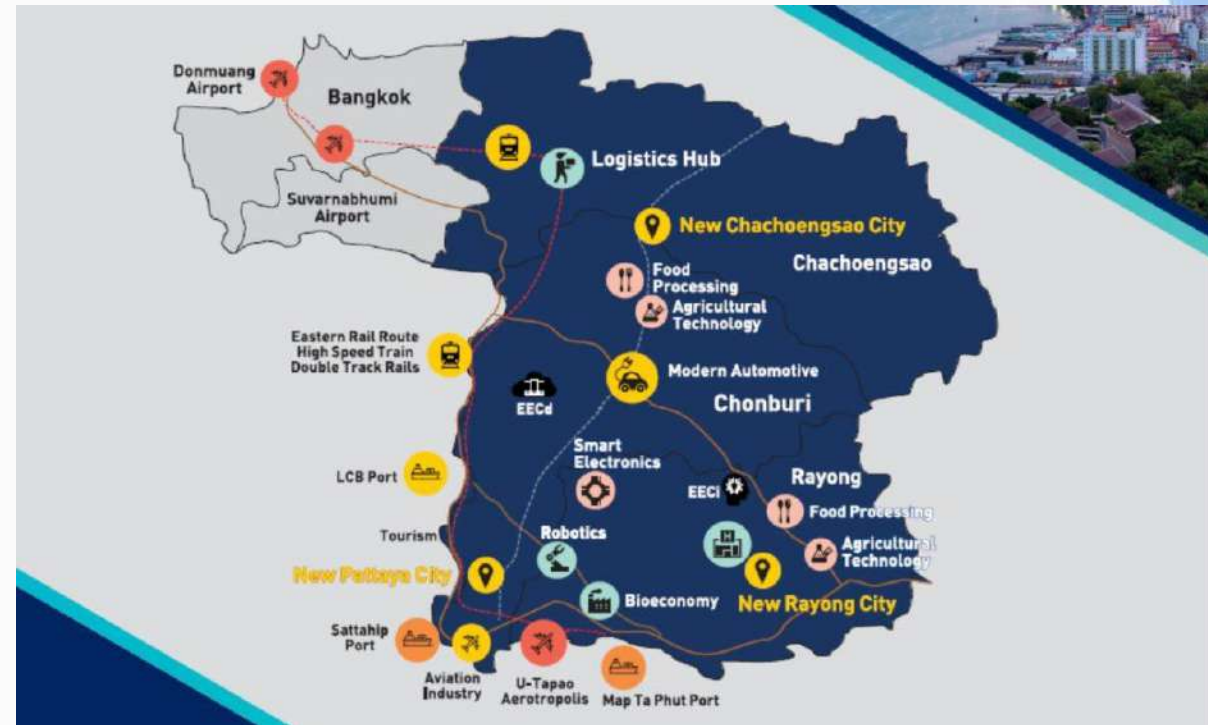 Donmuang
Airport
Bangkok
Suvarnabhumi
Airport
Logistics Hub
New Chachoengsao City
Chachoengsao
Food
Processing
Agricultural
Technology
Eastern Rail Route
High Speed Train
Double Track Rails
Modern Automotive
Chonburi
EECd
Smart
Electronics
LCB Port
EECi
Rayong
Food Processing
Tourism
Robotics
Agricultural
Technology
New Pattaya City
Bioeconomy
New Rayong City
Sattahip
Port
Aviation
Industry
U-Tapao
Aerotropolis
Map Ta Phut Port
H